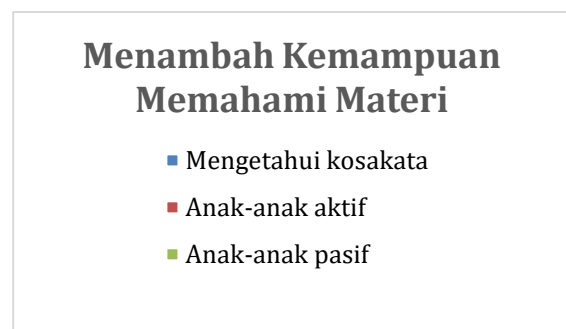 Menambah Kemampuan
Memahami Materi
Mengetahui kosakata
Anak-anak aktif
Anak-anak pasif